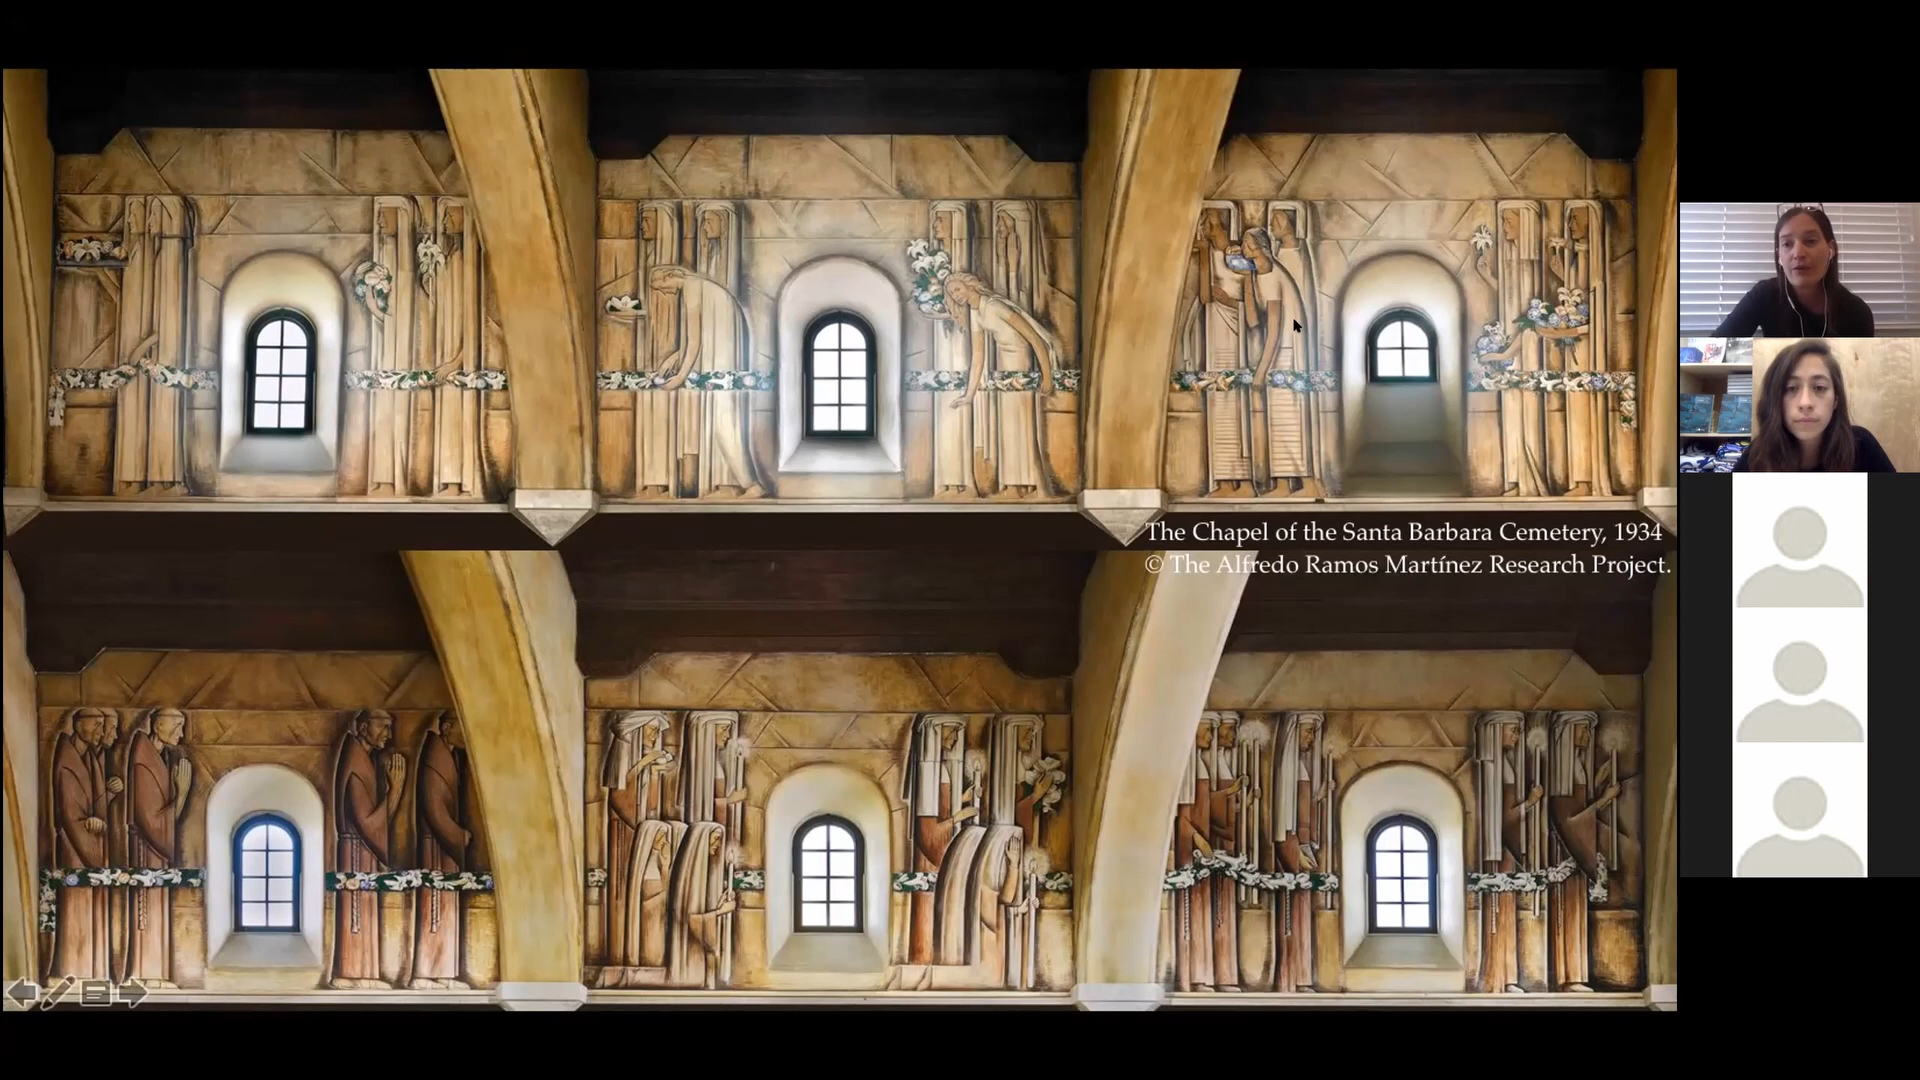 The Chapel of the Santa Barbara Cemetery, 1934
© The Alfredo Ramos Martínez Research Project.